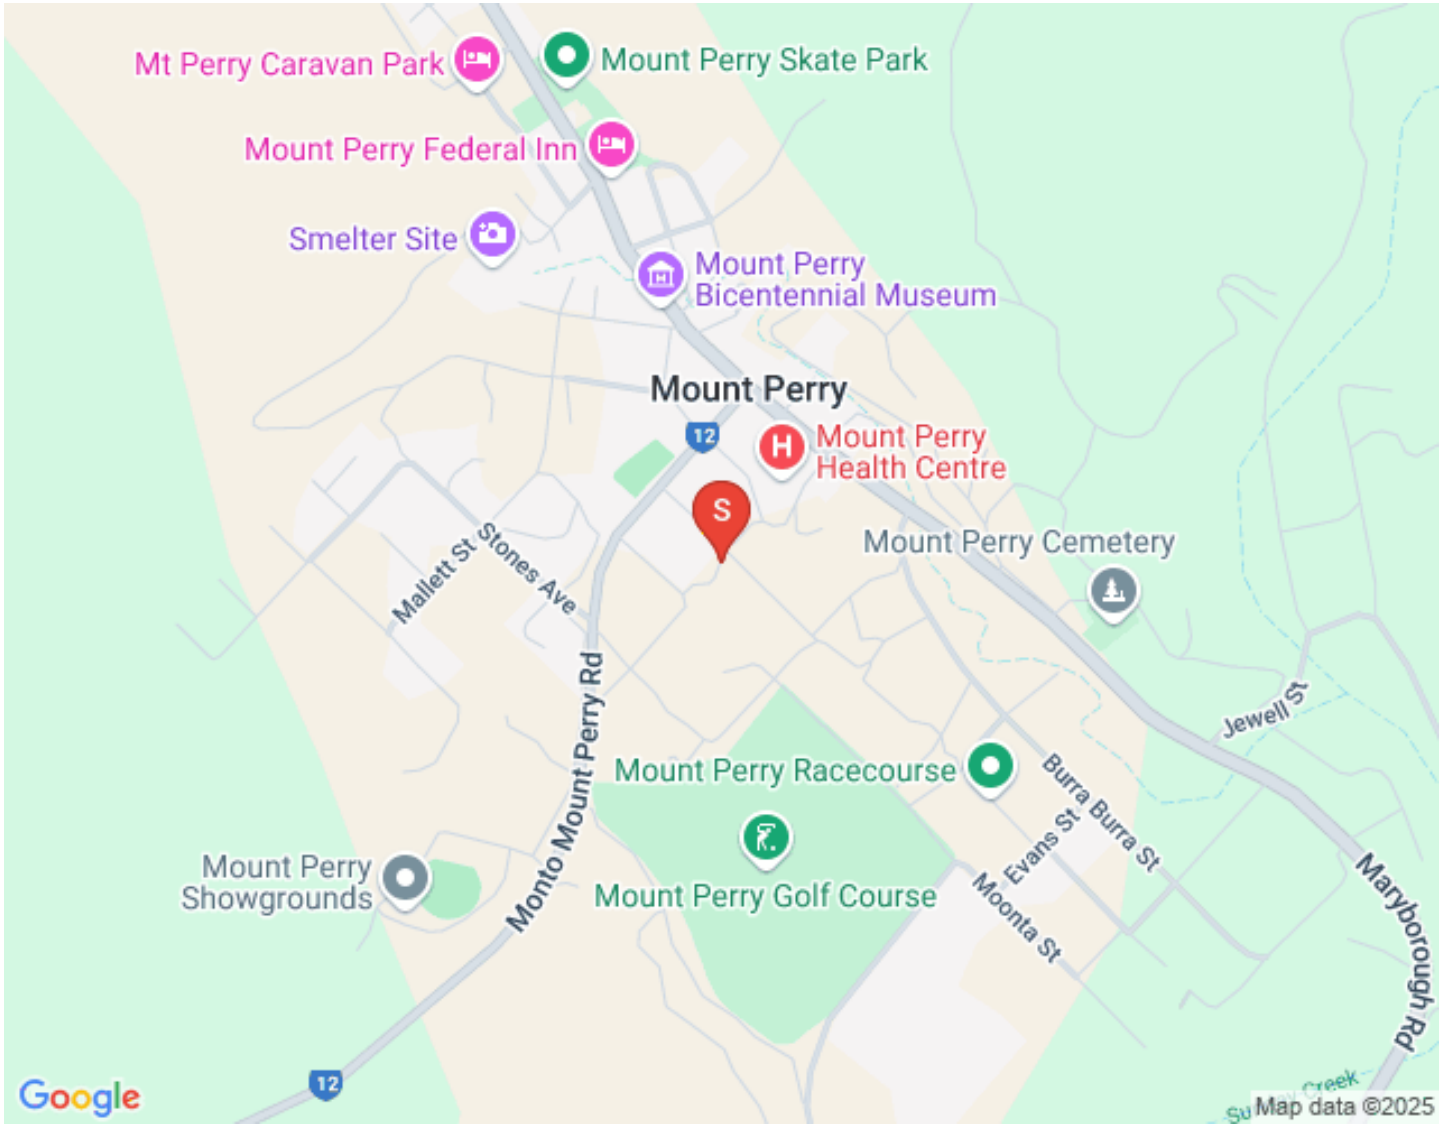 Mt Perry Caravan Park
Mount Perry Skate Park
Mount Perry Federal Inn
Smelter Site
Mount Perry
Bicentennial Museum
Mount Perry
12
H
Mount Perry
Health Centre
S
Mount Perry Cemetery
Mallett St
Stones Ave
Monto Mount Perry Rd
Jewell St
Mount Perry Racecourse
Burra Burra St
Evans St
Mount Perry
Showgrounds
Mount Perry Golf Course
Moonta St
Maryborough Rd
12
Google
Creek
Map data ©2025